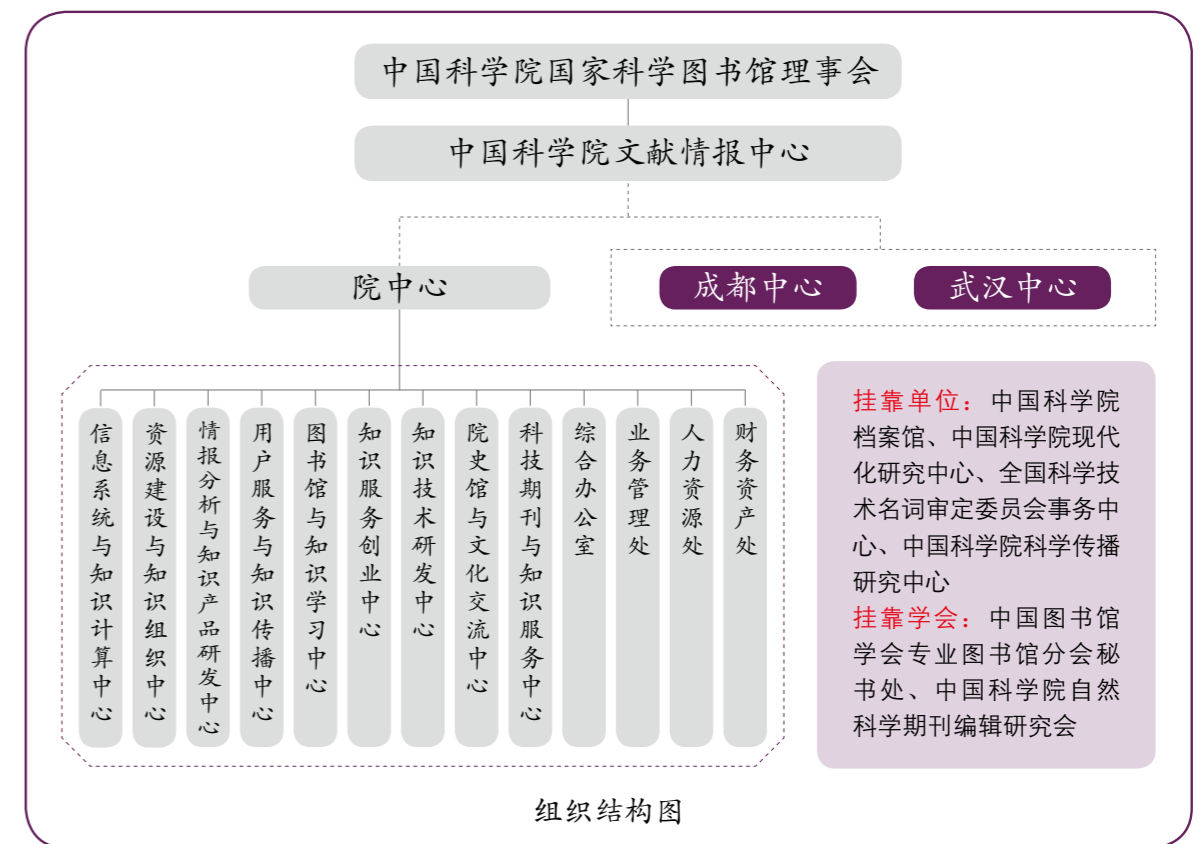 中国科学院国家科学图书馆理事会
中国科学院文献情报中心
院中心
成都中心
武汉中心
信息系统与知识计算中心
资源建设与知识组织中心
情报分析与知识产品研发中心
用户服务与知识传播中心
图书馆与知识学习中心
知识服务创业中心
知识技术研发中心
院史馆与文化交流中心
科技期刊与知识服务中心
综合办公室
业务管理处
人力资源处
财务资产处
挂靠单位：中国科学院
档案馆、中国科学院现代
化研究中心、全国科学技
术名词审定委员会事务中
心、中国科学院科学传播
研究中心
挂靠学会：中国图书馆
学会专业图书馆分会秘
书处、中国科学院自然
科学期刊编辑研究会
组织结构图